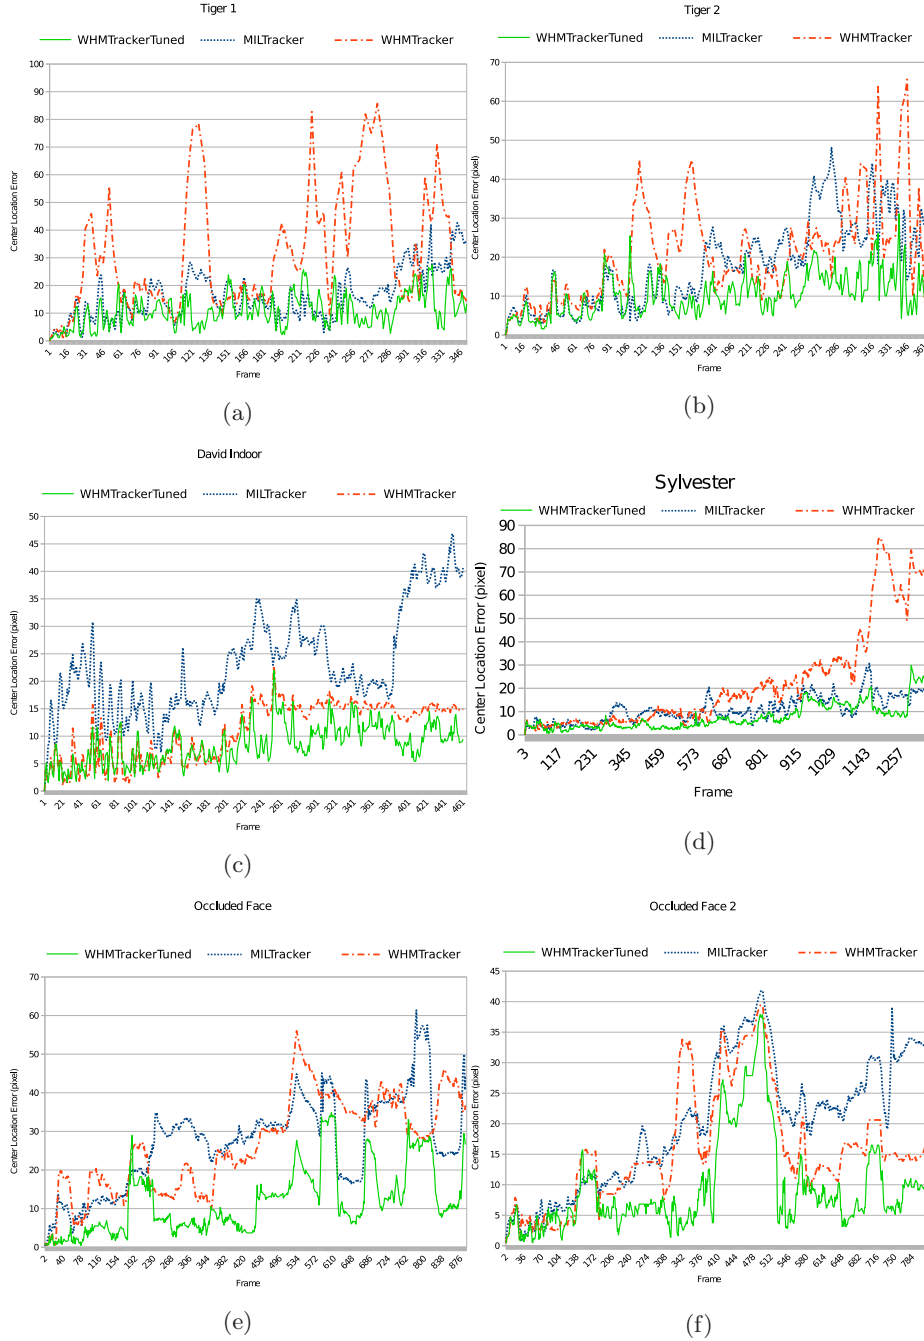 Tiger 1
WHMTrackerTuned MILTracker WHMTracker
Center Location Error
100
90
80
70
60
50
40
30
20
10
0
1 16 31 46 61 76 91 106 121 136 151 166 181 196 211 226 241 256 271 286 301 316 331 346
Frame
(a)
Tiger 2
WHMTrackerTuned MILTracker WHMTracker
Center Location Error (pixel)
70
60
50
40
30
20
10
0
1 16 31 46 61 76 91 106 121 136 151 166 181 196 211 226 241 256 271 286 301 316 331 346 361
Frame
(b)
David Indoor
WHMTrackerTuned MILTracker WHMTracker
Center Location Error (pixel)
50
45
40
35
30
25
20
15
10
5
0
1 21 41 61 81 101 121 141 161 181 201 221 241 261 281 301 321 341 361 381 401 421 441 461
Frame
(c)
Sylvester
WHMTrackerTuned MILTracker WHMTracker
Center Location Error (pixel)
90
80
70
60
50
40
30
20
10
0
3 117 231 345 459 573 687 801 915 1029 1143 1257
Frame
(d)
Occluded Face
WHMTrackerTuned MILTracker WHMTracker
Center Location Error (pixel)
70
60
50
40
30
20
10
0
2 40 78 116 154 192 230 268 306 344 382 420 458 496 534 572 610 648 686 724 762 800 838 876
Frame
(e)
Occluded Face 2
WHMTrackerTuned MILTracker WHMTracker
Center Location Error (pixel)
45
40
35
30
25
20
15
10
5
0
2 36 70 104 138 172 206 240 274 308 342 376 410 444 478 512 546 580 614 648 682 716 750 784
Frame
(f)